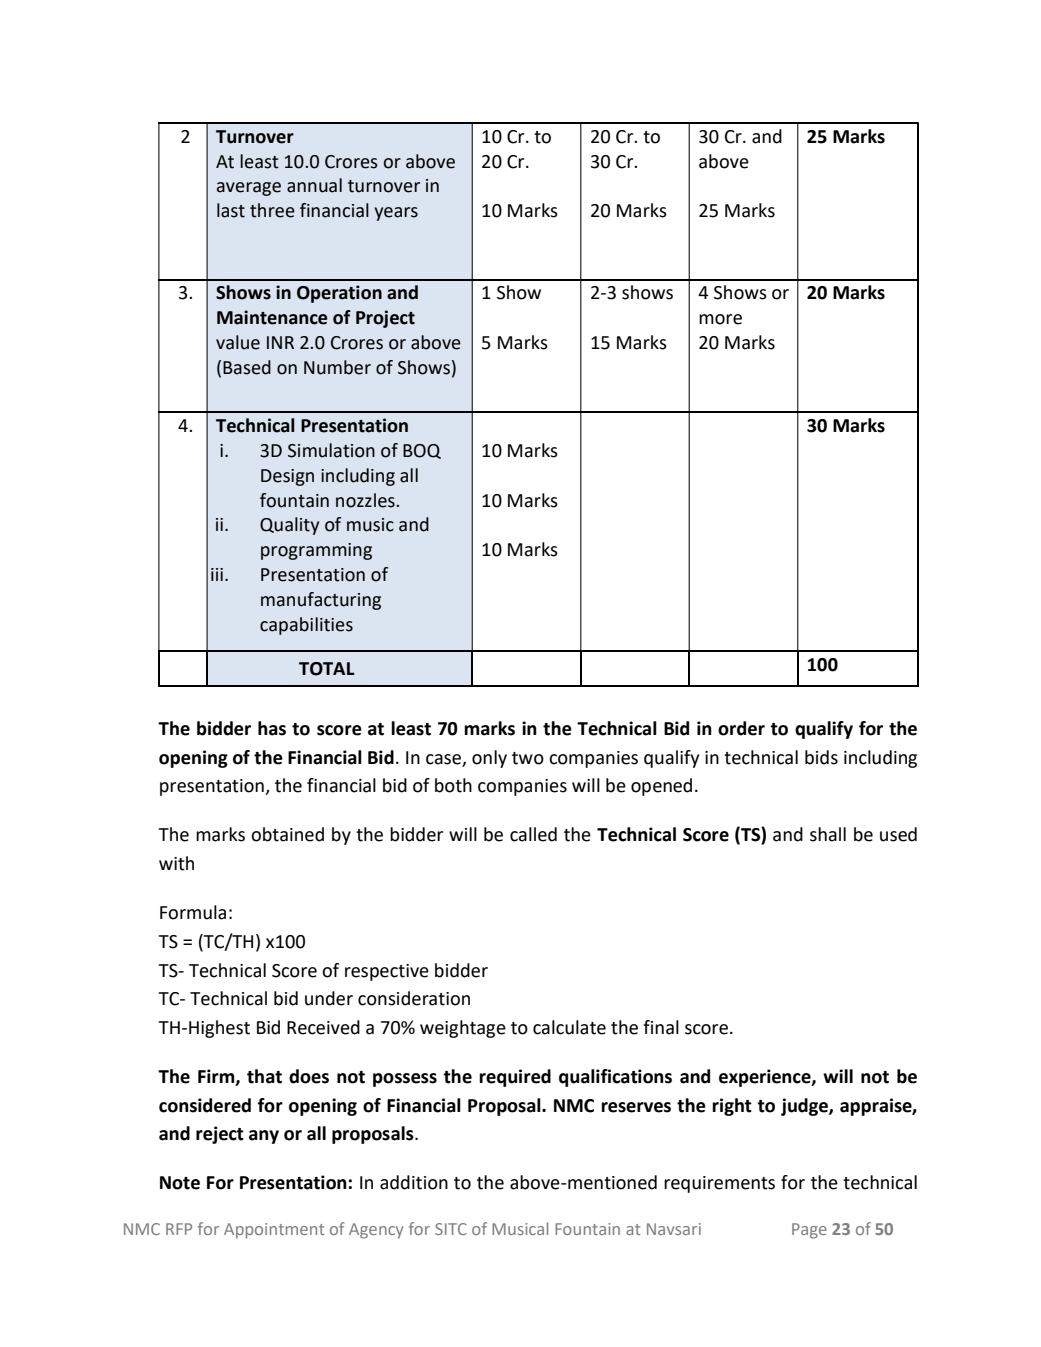 2 Turnover 10 Cr. to 20 Cr. to 30 Cr. and 25 Marks
At least 10.0 Crores or above 20 Cr. 30 Cr. above
average annual turnover in
last three financial years 10 Marks 20 Marks 25 Marks
3. Shows in Operation and 1 Show 2-3 shows 4 Shows or 20 Marks
Maintenance of Project more
value INR 2.0 Crores or above 5 Marks 15 Marks 20 Marks
(Based on Number of Shows)
4. Technical Presentation 30 Marks
i. 3D Simulation of BOQ 10 Marks
Design including all
fountain nozzles. 10 Marks
ii. Quality of music and
programming 10 Marks
iii. Presentation of
manufacturing
capabilities
TOTAL 100
The bidder has to score at least 70 marks in the Technical Bid in order to qualify for the
opening of the Financial Bid. In case, only two companies qualify in technical bids including
presentation, the financial bid of both companies will be opened.
The marks obtained by the bidder will be called the Technical Score (TS) and shall be used
with
Formula:
TS = (TC/TH) x100
TS- Technical Score of respective bidder
TC- Technical bid under consideration
TH-Highest Bid Received a 70% weightage to calculate the final score.
The Firm, that does not possess the required qualifications and experience, will not be
considered for opening of Financial Proposal. NMC reserves the right to judge, appraise,
and reject any or all proposals.
Note For Presentation: In addition to the above-mentioned requirements for the technical
NMC RFP for Appointment of Agency for SITC of Musical Fountain at Navsari Page 23 of 50